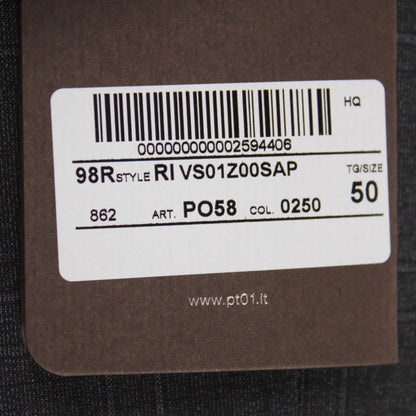 HQ
000000000002594406
98R STYLE RI VS01Z00SAP TG/SIZE
862 ART. PO58 COL. 0250 50
www.pt01.it